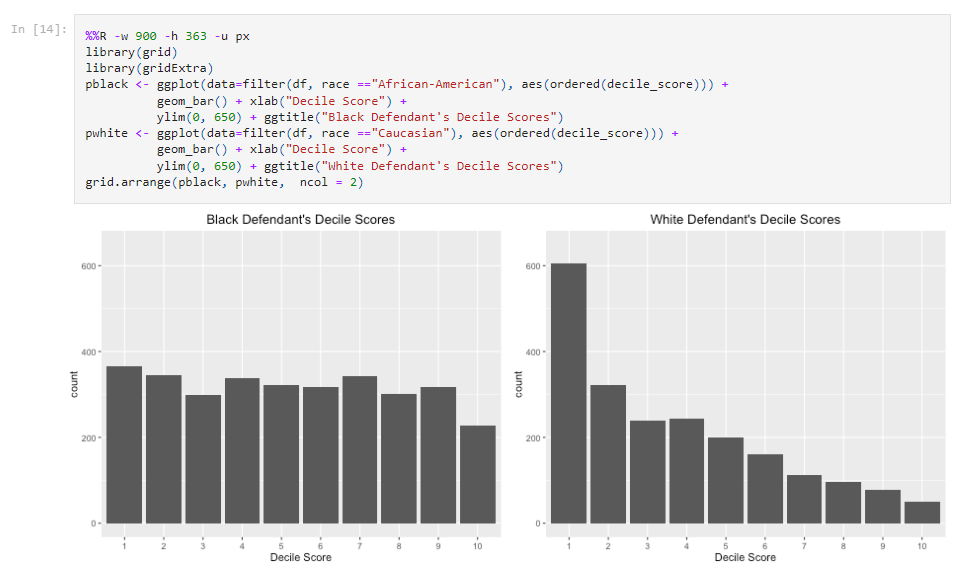 In [14]:
%%R -w 900 -h 363 -u px
library(grid)
library(gridExtra)
pblack <- ggplot(data=filter(df, race =="African-American"), aes(ordered(decile_score))) +
          geom_bar() + xlab("Decile Score") +
          ylim(0, 650) + ggtitle("Black Defendant's Decile Scores")
pwhite <- ggplot(data=filter(df, race =="Caucasian"), aes(ordered(decile_score))) +
          geom_bar() + xlab("Decile Score") +
          ylim(0, 650) + ggtitle("White Defendant's Decile Scores")
grid.arrange(pblack, pwhite,  ncol = 2)
Black Defendant's Decile Scores
600
400
200
0
count
1 2 3 4 5 6 7 8 9 10
Decile Score
White Defendant's Decile Scores
600
400
200
0
count
1 2 3 4 5 6 7 8 9 10
Decile Score